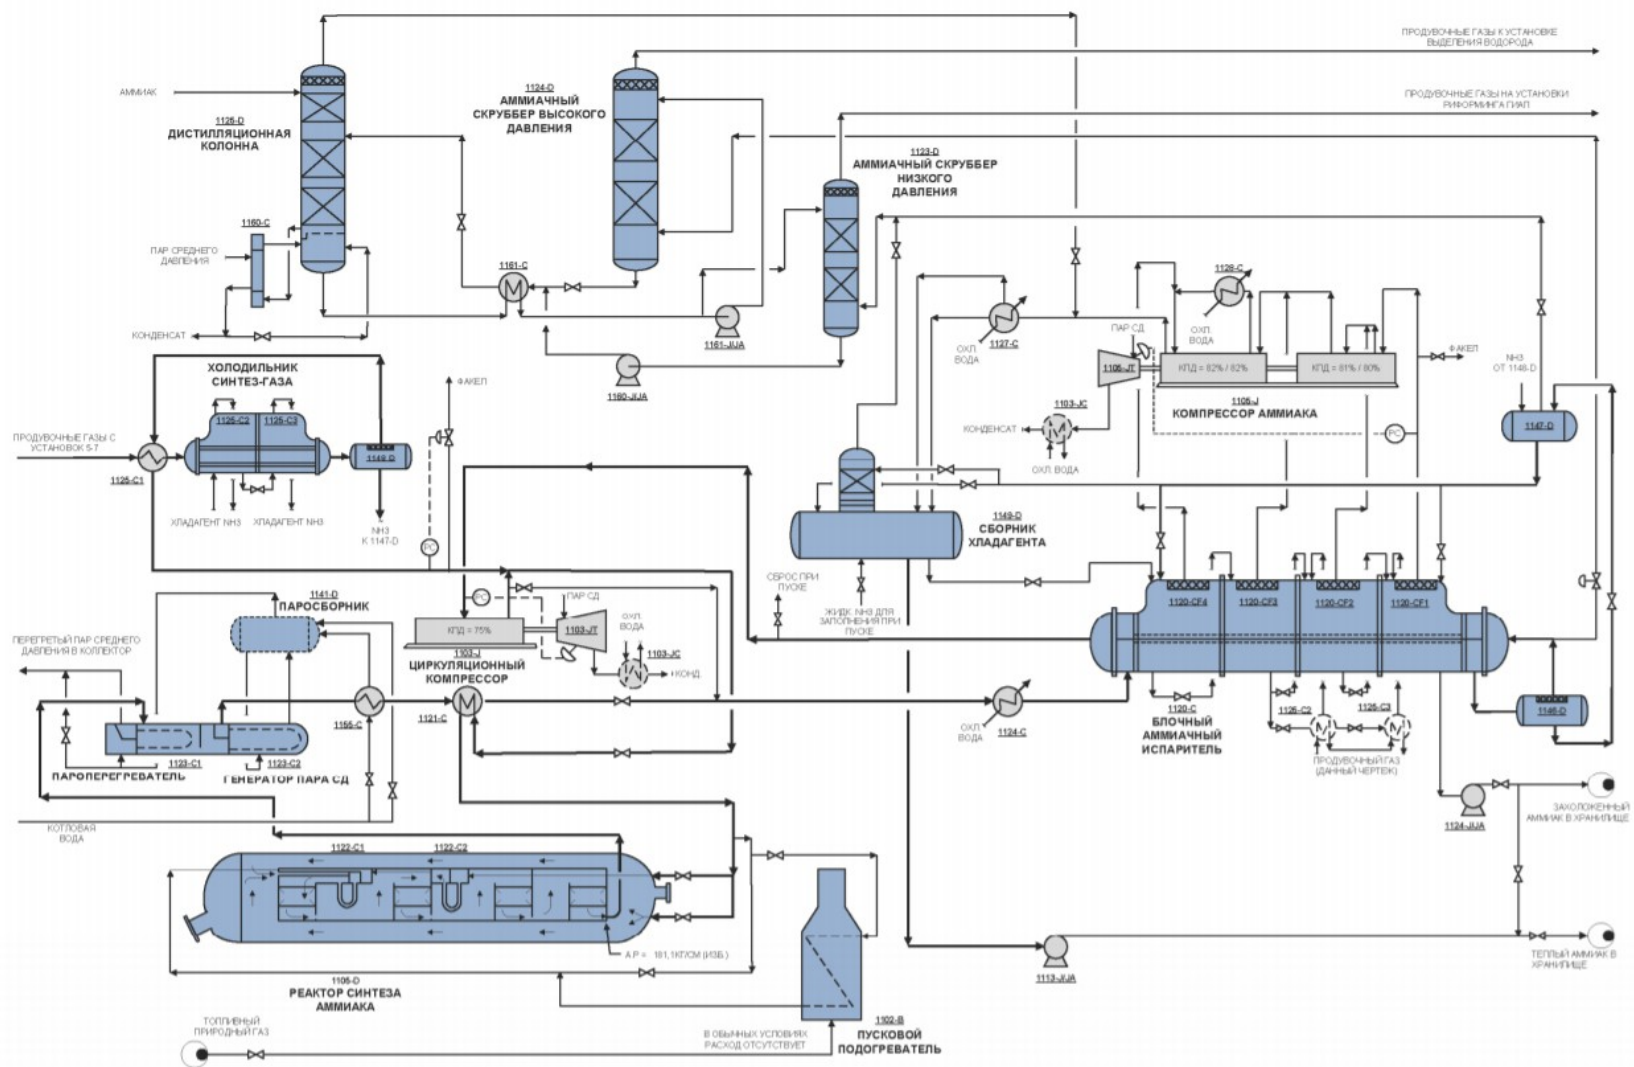 ПРОДУВОЧНЫЕ ГАЗЫ К УСТАНОВКЕ
ВЫДЕЛЕНИЯ ВОДОРОДА
АММИАК
1124-D
АММИАЧНЫЙ
СКРУББЕР ВЫСОКОГО
ДАВЛЕНИЯ
ПРОДУВОЧНЫЕ ГАЗЫ НА УСТАНОВКИ
РИФОРМИНГА ГИАП
1125-D
ДИСТИЛЛЯЦИОННАЯ
КОЛОННА
1123-D
АММИАЧНЫЙ СКРУББЕР
НИЗКОГО
ДАВЛЕНИЯ
1160-C
ПАР СРЕДНЕГО
ДАВЛЕНИЯ
1161-C
1128-C
КОНДЕНСАТ
1161-J/JA
ОХЛ.
ВОДА
1127-C
ПАР СД
ОХЛ.
ВОДА
ФАКЕЛ
ХОЛОДИЛЬНИК
СИНТЕЗ-ГАЗА
ФАКЕЛ
1160-J/JA
1105-JT
КПД = 82% / 82%
КПД = 81% / 80%
NH3
ОТ 1148-D
1105-J
КОМПРЕССОР АММИАКА
1103-JC
КОНДЕНСАТ
ОХЛ. ВОДА
PC
1147-D
1125-C2
1125-C3
ПРОДУВОЧНЫЕ ГАЗЫ С
УСТАНОВОК 5-7
1125-C1
ХЛАДАГЕНТ NH3
ХЛАДАГЕНТ NH3
NH3
К 1147-D
PC
1149-D
СБОРНИК
ХЛАДАГЕНТА
СБРОС ПРИ
ПУСКЕ
ЖИДК. NH3 ДЛЯ
ЗАПОЛНЕНИЯ ПРИ
ПУСКЕ
1120-CF4
1120-CF3
1120-CF2
1120-CF1
1141-D
ПАРОСБОРНИК
ПЕРЕГРЕТЫЙ ПАР СРЕДНЕГО
ДАВЛЕНИЯ В КОЛЛЕКТОР
PC
ПАР СД
КПД = 75%
1103-JT
ОХЛ.
ВОДА
1103-J
ЦИРКУЛЯЦИОННЫЙ
КОМПРЕССОР
1103-JC
КОНД.
1155-C
1121-C
ОХЛ.
ВОДА
1124-C
1120-C
БЛОЧНЫЙ
АММИАЧНЫЙ
ИСПАРИТЕЛЬ
1125-C2
1125-C3
ПРОДУВОЧНЫЙ ГАЗ
(ДАННЫЙ ЧЕРТЕЖ)
1123-C1
ПАРОПЕРЕГРЕВАТЕЛЬ
1123-C2
ГЕНЕРАТОР ПАРА СД
КОТЛОВАЯ
ВОДА
1124-J/JA
ЗАХОЛОЖЕННЫЙ
АММИАК В ХРАНИЛИЩЕ
1122-C1
1122-C2
1105-D
РЕАКТОР СИНТЕЗА
АММИАКА
1113-J/JA
ТЕПЛЫЙ АММИАК В
ХРАНИЛИЩЕ
ТОПЛИВНЫЙ
ПРИРОДНЫЙ ГАЗ
В ОБЫЧНЫХ УСЛОВИЯХ
РАСХОД ОТСУТСТВУЕТ
1102-B
ПУСКОВОЙ
ПОДОГРЕВАТЕЛЬ